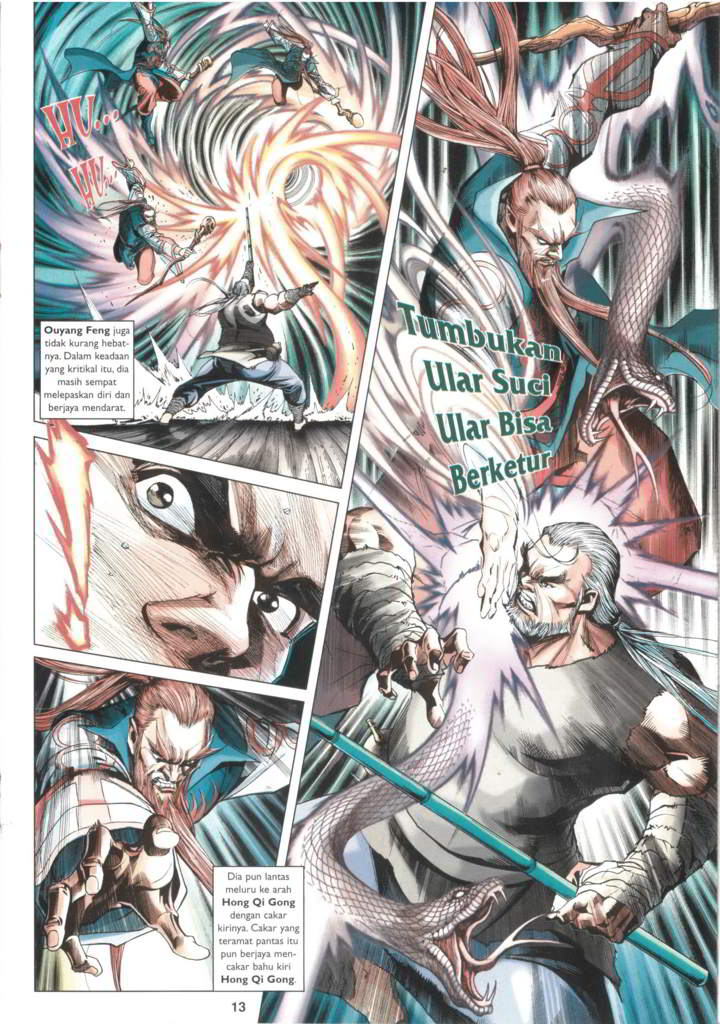 HU...
HU...
Ouyang Feng juga
tidak kurang hebat-
nya. Dalam keadaan
yang kritikal itu, dia
masih sempat
melepaskan diri dan
berjaya mendarat.
Tumbukan
Ular Suci
Ular Bisa
Berketur
Dia pun lantas
meluru ke arah
Hong Qi Gong
dengan cakar
kirinya. Cakar yang
teramat pantas itu
pun berjaya men-
cakar bahu kiri
Hong Qi Gong.
13